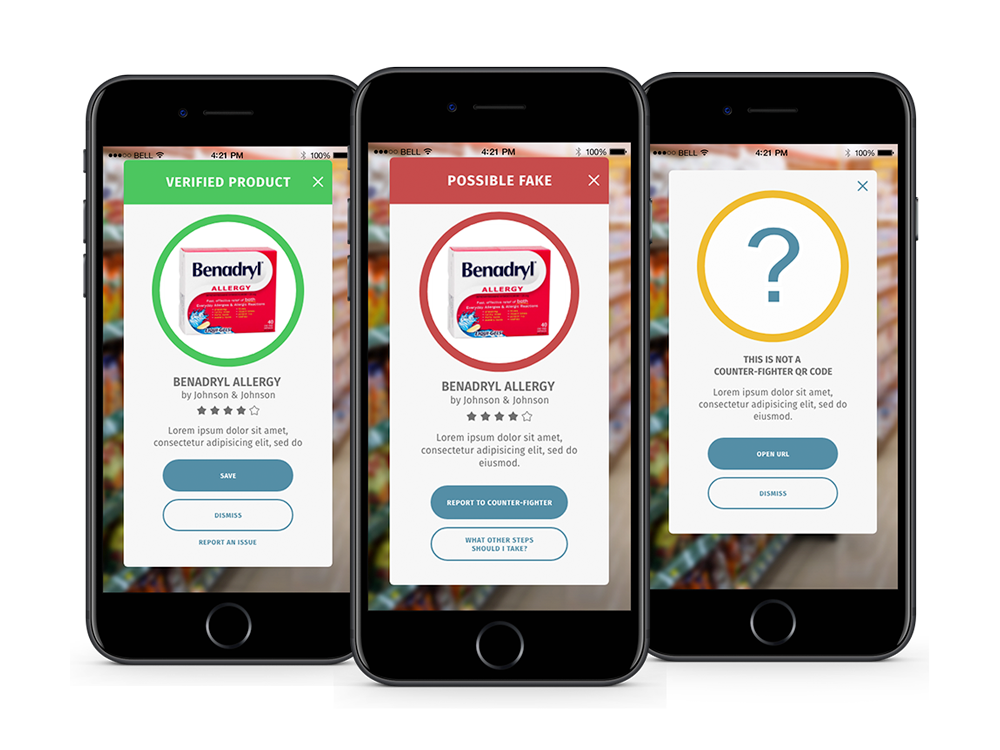 BELL 4:21 PM 100%
VERIFIED PRODUCT
Benadryl
ALLERGY
BENADRYL ALLERGY
by Johnson & Johnson
Lorem ipsum dolor sit amet,
consectetur adipisicing elit, sed do
SAVE
DISMISS
REPORT AN ISSUE
BELL 4:21 PM 100%
POSSIBLE FAKE
Benadryl
ALLERGY
BENADRYL ALLERGY
by Johnson & Johnson
Lorem ipsum dolor sit amet,
consectetur adipisicing elit, sed do
eiusmod.
REPORT TO COUNTER-FIGHTER
WHAT OTHER STEPS
SHOULD I TAKE?
BELL 4:21 PM 100%
?
THIS IS NOT A
COUNTER-FIGHTER QR CODE
Lorem ipsum dolor sit amet,
consectetur adipisicing elit, sed do
eiusmod.
OPEN URL
DISMISS